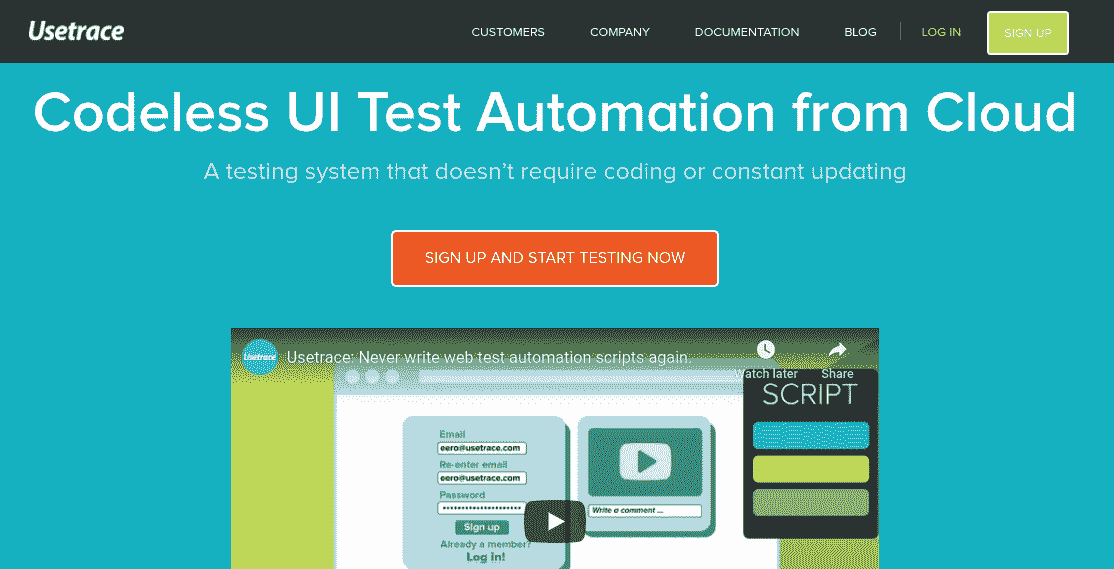 Usetrace
CUSTOMERS COMPANY DOCUMENTATION BLOG LOG IN SIGN UP
Codeless UI Test Automation from Cloud
A testing system that doesn't require coding or constant updating
SIGN UP AND START TESTING NOW
Usetrace Usetrace: Never write web test automation scripts again.
Watch later Share
SCRIPT
Email
eero@usetrace.com
Re-enter email
eero@usetrace.com
Password
Write a comment ...
Sign up
Already a member?
Log in!